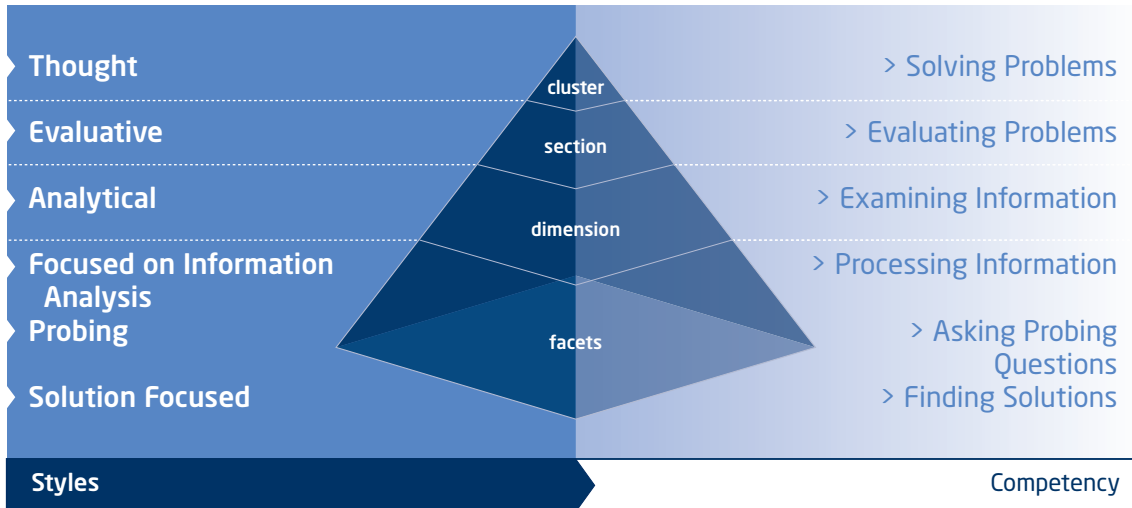 Thought
cluster
> Solving Problems
Evaluative
section
> Evaluating Problems
Analytical
dimension
> Examining Information
Focused on Information
Analysis
> Processing Information
Probing
facets
> Asking Probing
Questions
Solution Focused
> Finding Solutions
Styles
Competency